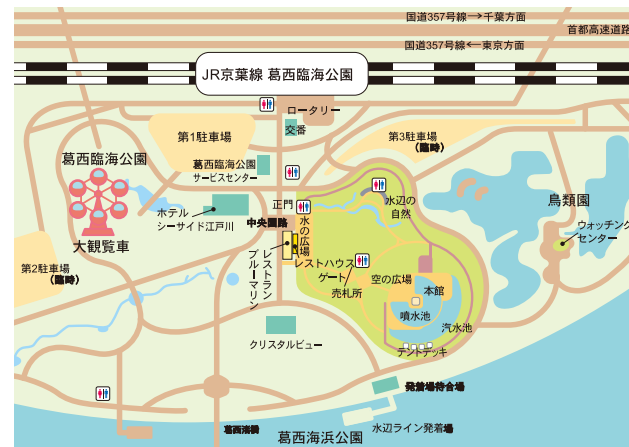 国道357号線→千葉方面
首都高速道路
国道357号線←東京方面
JR京葉線 葛西臨海公園
ロータリー
交番
第1駐車場
第3駐車場
(臨時)
葛西臨海公園
サービスセンター
葛西臨海公園
大観覧車
ホテル
シーサイド江戸川
正門
中央園路
水の広場
水辺の
自然
鳥類園
ウォッチング
センター
第2駐車場
(臨時)
レストラン
ブルーマリン
レストハウス
ゲート
売札所
空の広場
本館
噴水池
汽水池
テントデッキ
クリスタルビュー
発着場待合場
水辺ライン発着場
葛西渚橋
葛西海浜公園